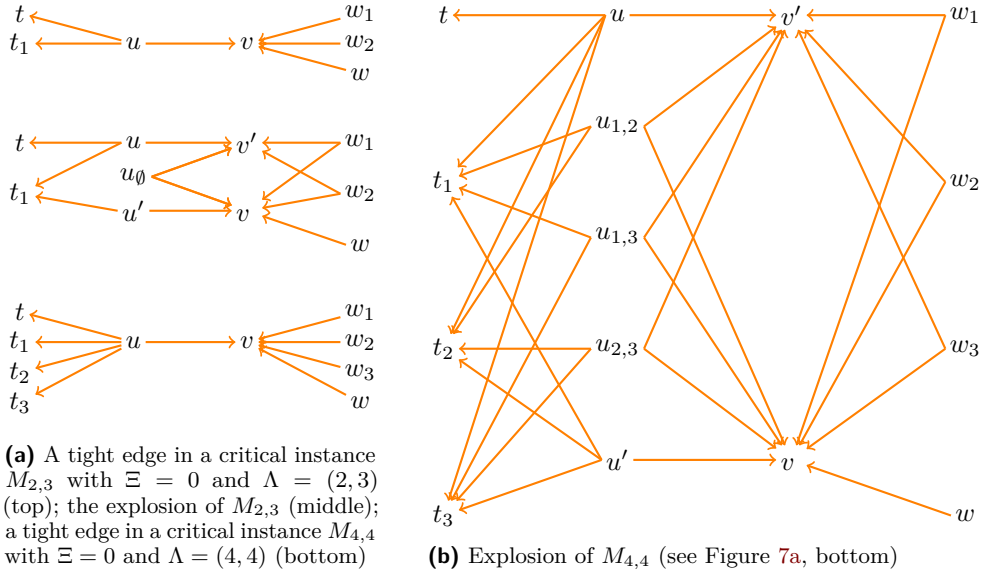 t
t₁ u v w₁
w₂
w
t u v′ w₁
u∅
t₁ u′ v w₂
w
t w₁
t₁ u v w₂
t₂ w₃
t₃ w
(a) A tight edge in a critical instance
M₂,₃ with Ξ = 0 and Λ = (2, 3)
(top); the explosion of M₂,₃ (middle);
a tight edge in a critical instance M₄,₄
with Ξ = 0 and Λ = (4, 4) (bottom)
t u v′ w₁
u₁,₂
t₁ w₂
u₁,₃
t₂ u₂,₃ w₃
u′ v
t₃ w
(b) Explosion of M₄,₄ (see Figure 7a, bottom)